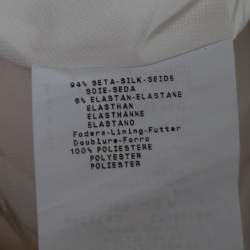 94% SETA-SILK-SEIDE
SOIE-SEDA
6% ELASTAN-ELASTANE
ELASTHAN
ELASTHANNE
ELASTANO
Fodera-Lining-Futter
Doublure-Forro
100% POLIESTERE
POLYESTER
POLIESTER